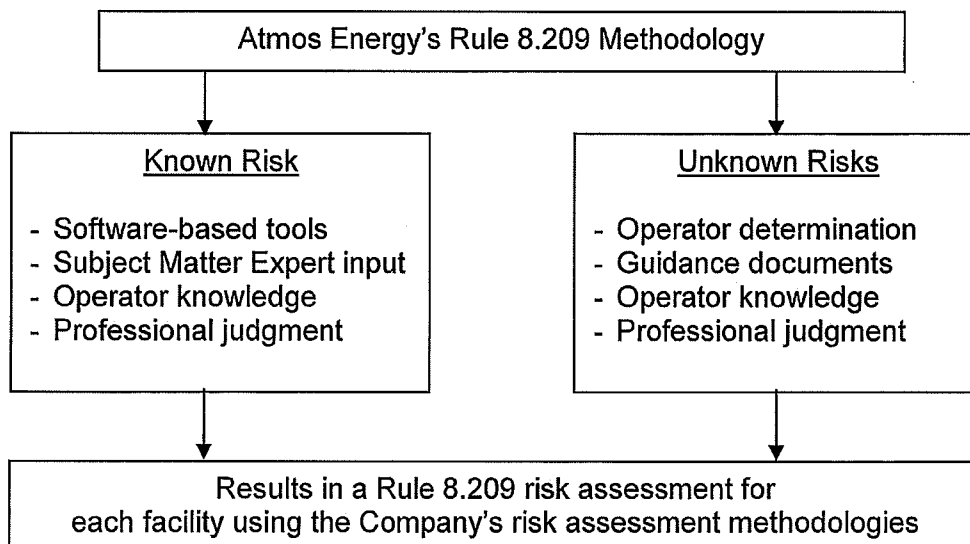 Atmos Energy's Rule 8.209 Methodology
Known Risk
- Software-based tools
- Subject Matter Expert input
- Operator knowledge
- Professional judgment
Unknown Risks
- Operator determination
- Guidance documents
- Operator knowledge
- Professional judgment
Results in a Rule 8.209 risk assessment for
each facility using the Company's risk assessment methodologies